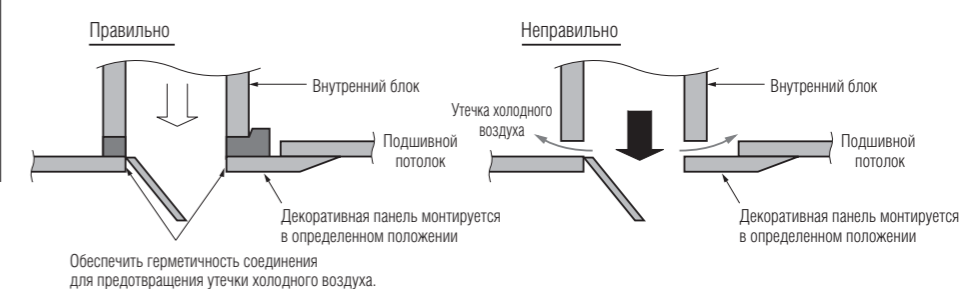 Правильно
Внутренний блок
Подшивной
потолок
Декоративная панель монтируется
в определенном положении
Обеспечить герметичность соединения
для предотвращения утечки холодного воздуха.
Неправильно
Внутренний блок
Утечка холодного
воздуха
Подшивной
потолок
Декоративная панель монтируется
в определенном положении